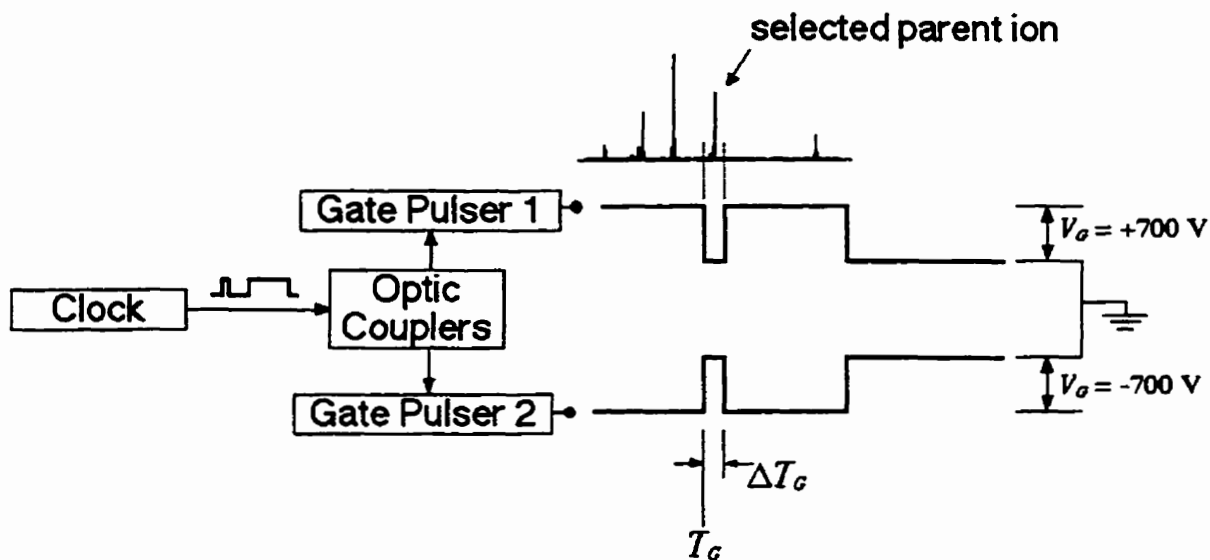 selected parent ion
Gate Pulser 1
V_G = +700 V
Optic
Couplers
Clock
V_G = -700 V
Gate Pulser 2
ΔT_G
T_G